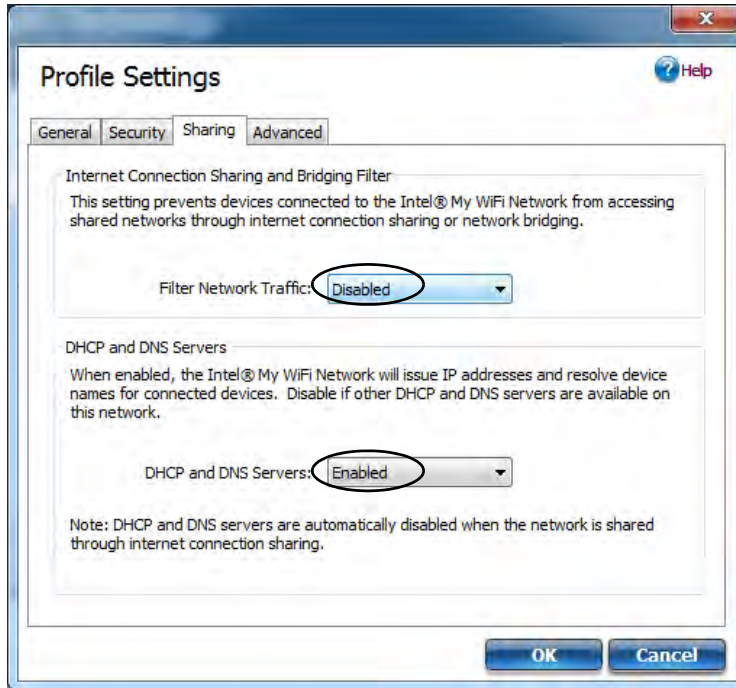 Profile Settings
Help
General Security Sharing Advanced
Internet Connection Sharing and Bridging Filter
This setting prevents devices connected to the Intel® My WiFi Network from accessing
shared networks through internet connection sharing or network bridging.
Filter Network Traffic: Disabled
DHCP and DNS Servers
When enabled, the Intel® My WiFi Network will issue IP addresses and resolve device
names for connected devices. Disable if other DHCP and DNS servers are available on
this network.
DHCP and DNS Servers: Enabled
Note: DHCP and DNS servers are automatically disabled when the network is shared
through internet connection sharing.
OK Cancel